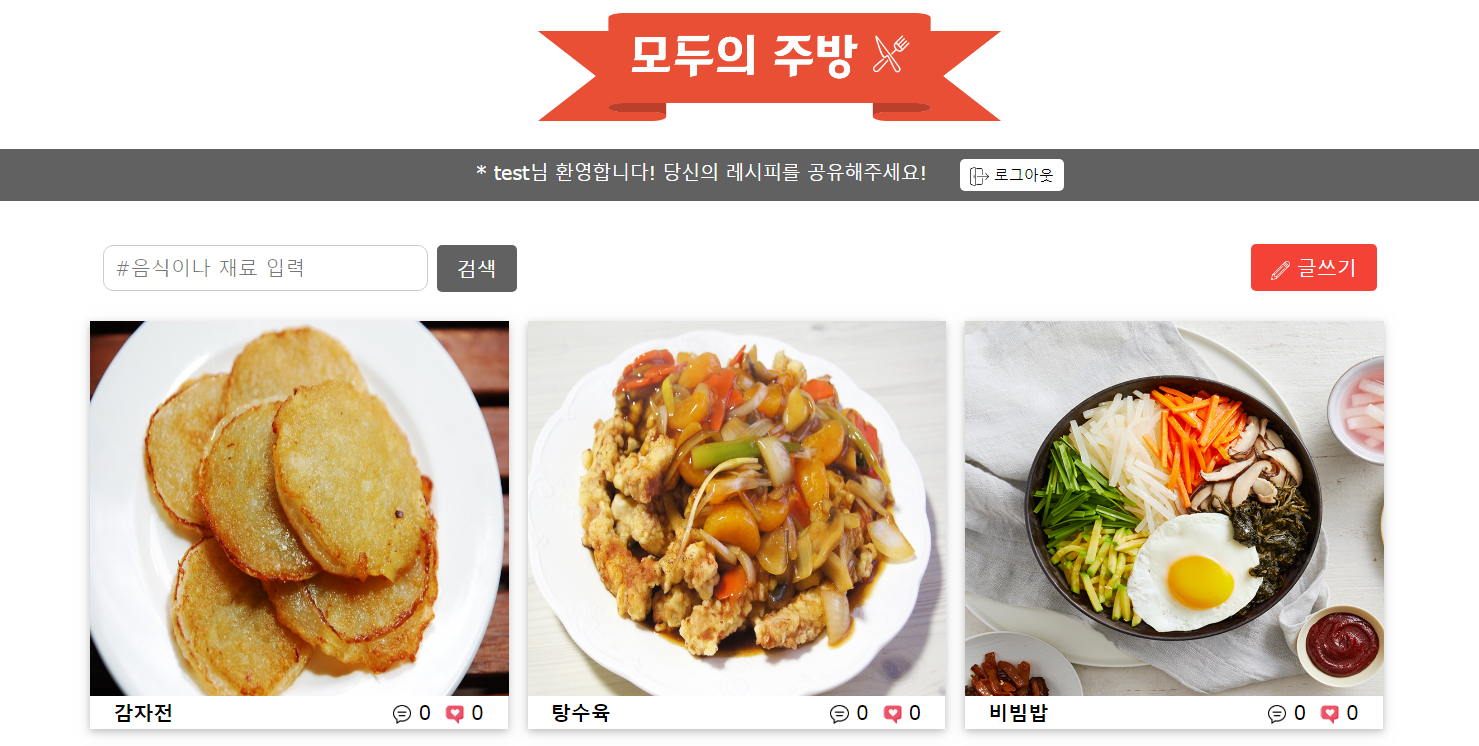 모두의 주방
* test님 환영합니다! 당신의 레시피를 공유해주세요! 로그아웃
#음식이나 재료 입력 검색 글쓰기
감자전 0 0 탕수육 0 0 비빔밥 0 0